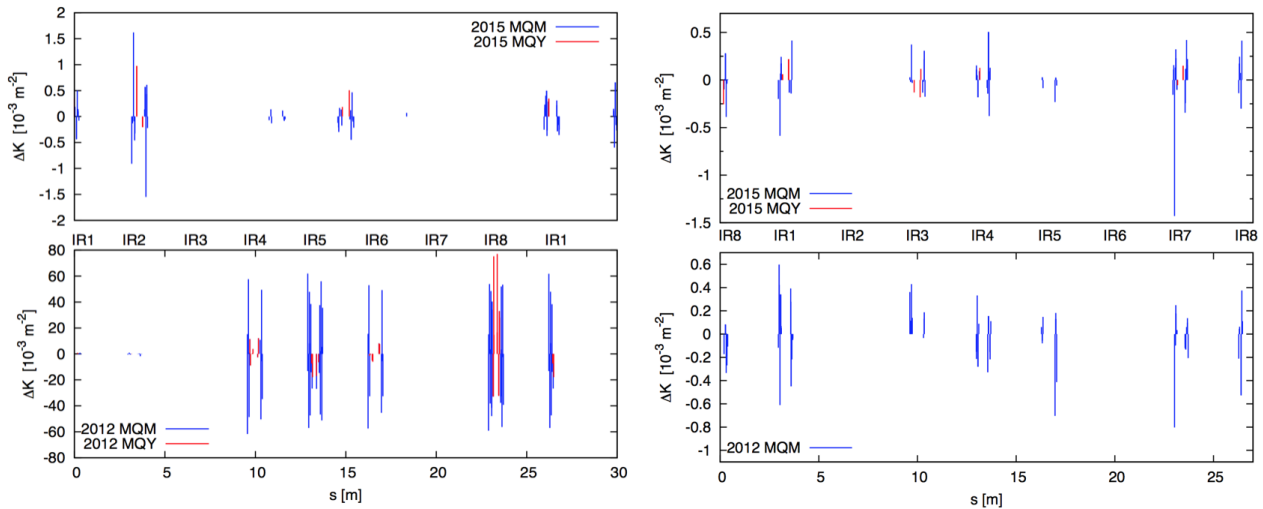 2
1.5
1
0.5
0
-0.5
-1
-1.5
-2
ΔK [10⁻³ m⁻²]
2015 MQM
2015 MQY
IR1 IR2 IR3 IR4 IR5 IR6 IR7 IR8 IR1
80
60
40
20
0
-20
-40
-60
-80
ΔK [10⁻³ m⁻²]
2012 MQM
2012 MQY
0 5 10 15 20 25 30
s [m]
0.5
0
-0.5
-1
-1.5
ΔK [10⁻³ m⁻²]
2015 MQM
2015 MQY
IR8 IR1 IR2 IR3 IR4 IR5 IR6 IR7 IR8
0.6
0.4
0.2
0
-0.2
-0.4
-0.6
-0.8
-1
ΔK [10⁻³ m⁻²]
2012 MQM
0 5 10 15 20 25
s [m]